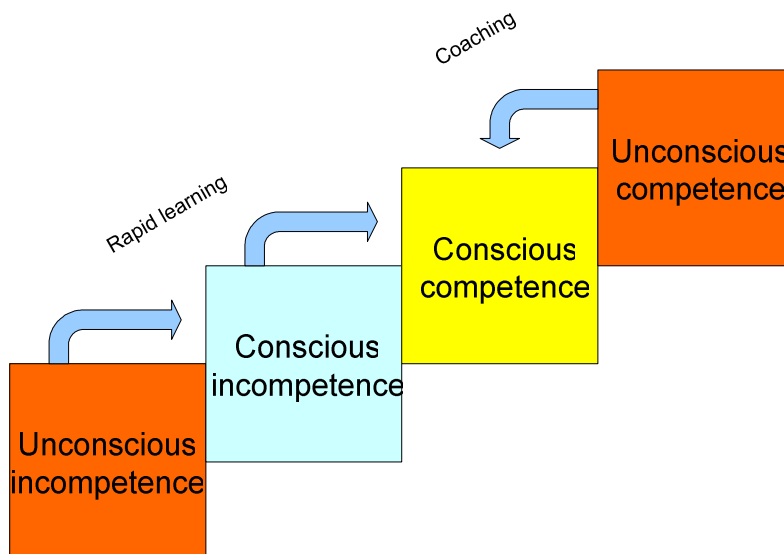 Coaching
Unconscious
competence
Rapid learning
Conscious
competence
Conscious
incompetence
Unconscious
incompetence